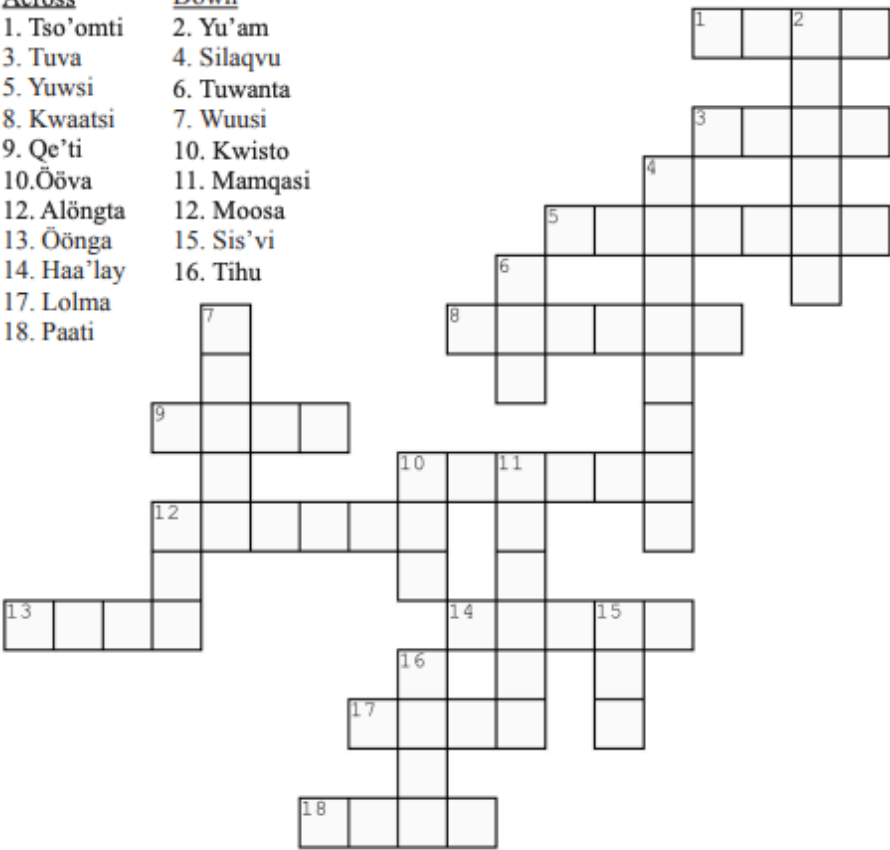 Across
1. Tso’omti
3. Tuva
5. Yuwsi
8. Kwaatsi
9. Qe’ti
10.Ööva
12. Alöngta
13. Öönga
14. Haa’lay
17. Lolma
18. Paati
Down
2. Yu’am
4. Silaqvu
6. Tuwanta
7. Wuusi
10. Kwisto
11. Mamqasi
12. Moosa
15. Sis’vi
16. Tihu
1
2
3
4
5
6
7
8
9
10
11
12
13
14
15
16
17
18